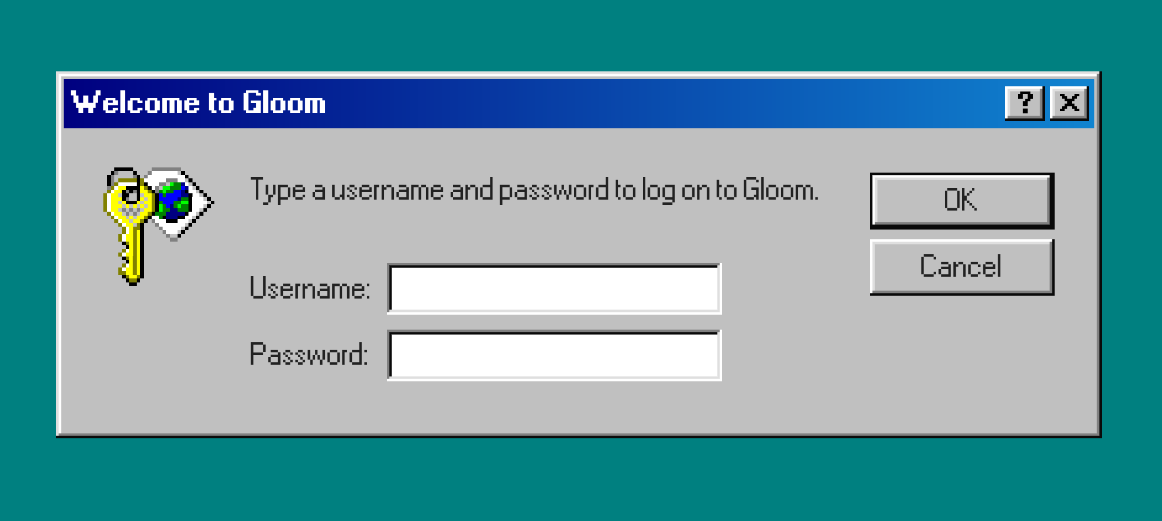 Welcome to Gloom
Type a username and password to log on to Gloom.
OK
Cancel
Username:
Password: